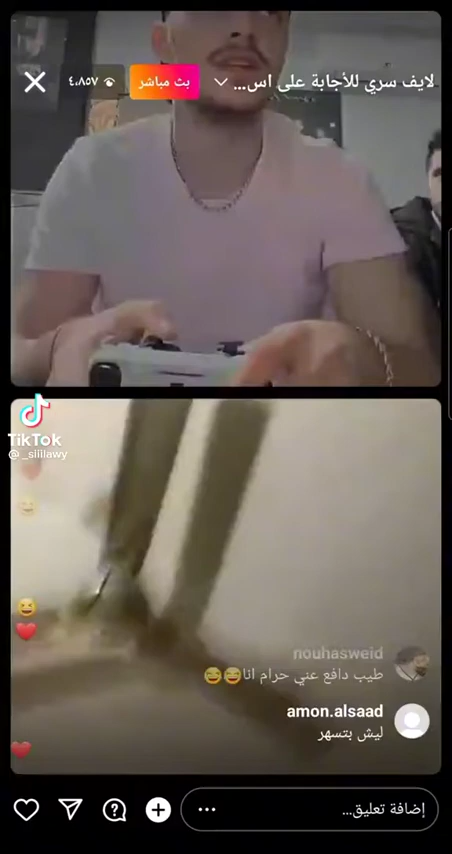 لايف سري للأجابة على اس...
بث مباشر
٤،٨٥٧
TikTok
@_siillawy
nouhasweid
طيب دافع عني حرام انا😂😂
amon.alsaad
ليش بتسهر
إضافة تعليق...